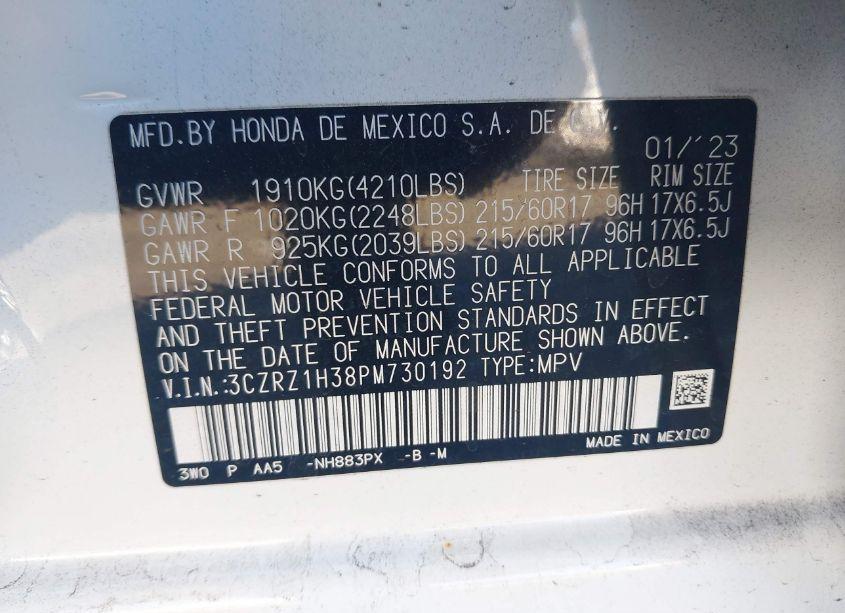 MFD.BY HONDA DE MEXICO S.A. DE C.V.
01/'23
GVWR 1910KG(4210LBS) TIRE SIZE RIM SIZE
GAWR F 1020KG(2248LBS) 215/60R17 96H 17X6.5J
GAWR R 925KG(2039LBS) 215/60R17 96H 17X6.5J
THIS VEHICLE CONFORMS TO ALL APPLICABLE
FEDERAL MOTOR VEHICLE SAFETY
AND THEFT PREVENTION STANDARDS IN EFFECT
ON THE DATE OF MANUFACTURE SHOWN ABOVE.
V.I.N.:3CZRZ1H38PM730192 TYPE:MPV
MADE IN MEXICO
3W0 P AA5 -NH883PX -B -M